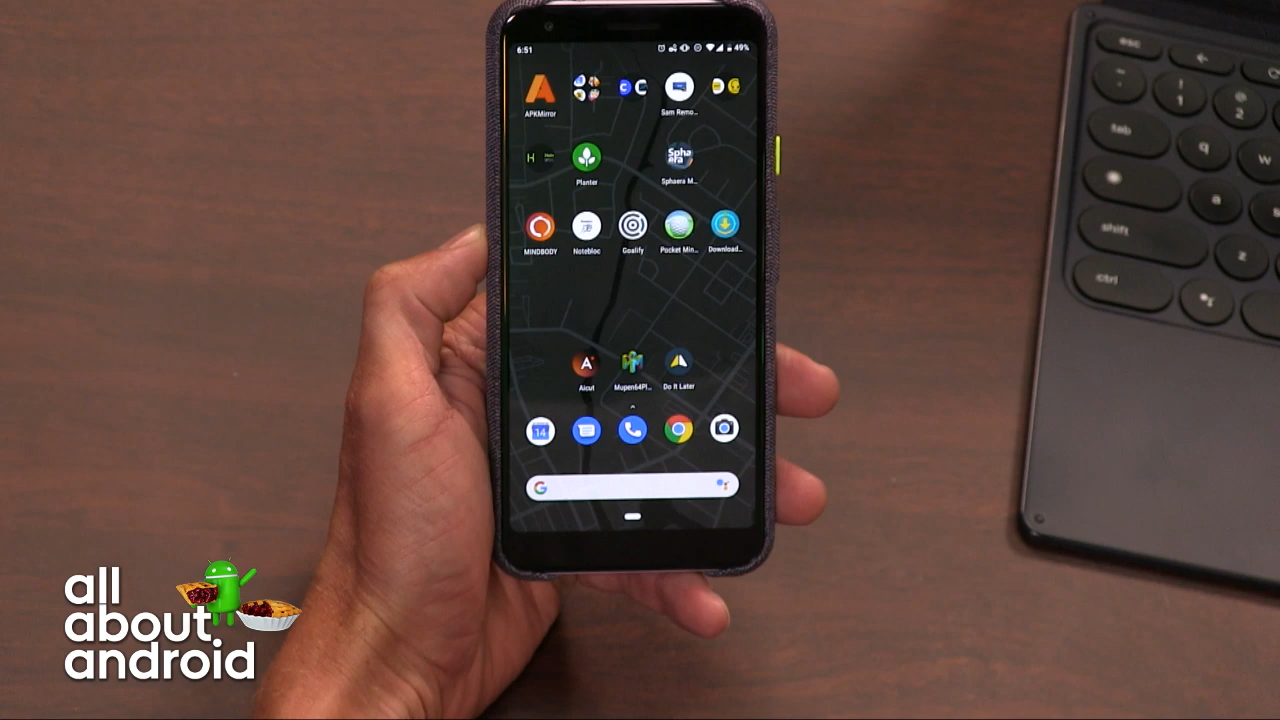 6:51
49%
APKMirror
Sam Remo...
Planter
Sphaera
Sphaera M...
MINDBODY
Notebloc
Goalify
Pocket Min...
Download...
Aicut
Mupen64Pl...
Do It Later
14
esc
tab
q
w
a
shift
z
ctrl
1
2
all
about
android